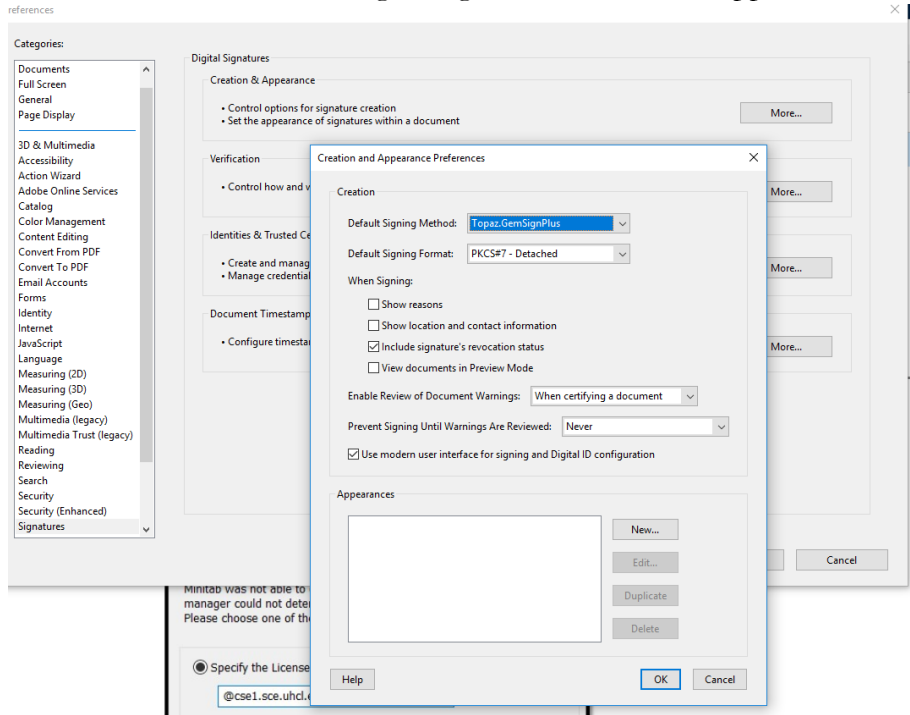 references
Categories:
Documents
Full Screen
General
Page Display
3D & Multimedia
Accessibility
Action Wizard
Adobe Online Services
Catalog
Color Management
Content Editing
Convert From PDF
Convert To PDF
Email Accounts
Forms
Identity
Internet
JavaScript
Language
Measuring (2D)
Measuring (3D)
Measuring (Geo)
Multimedia (legacy)
Multimedia Trust (legacy)
Reading
Reviewing
Search
Security
Security (Enhanced)
Signatures
Digital Signatures
Creation & Appearance
• Control options for signature creation
• Set the appearance of signatures within a document
More...
Verification
• Control how and
More...
Identities & Trusted
• Create and manag
• Manage credential
More...
Document Timestamp
• Configure timesta
More...
Cancel
Creation and Appearance Preferences
Creation
Default Signing Method: Topaz.GemSignPlus
Default Signing Format: PKCS#7 - Detached
When Signing:
Show reasons
Show location and contact information
Include signature's revocation status
View documents in Preview Mode
Enable Review of Document Warnings: When certifying a document
Prevent Signing Until Warnings Are Reviewed: Never
Use modern user interface for signing and Digital ID configuration
Appearances
New...
Edit...
Duplicate
Delete
Help OK Cancel
Minitab was not able to
manager could not deter
Please choose one of th
Specify the License
@cse1.sce.uhcl.